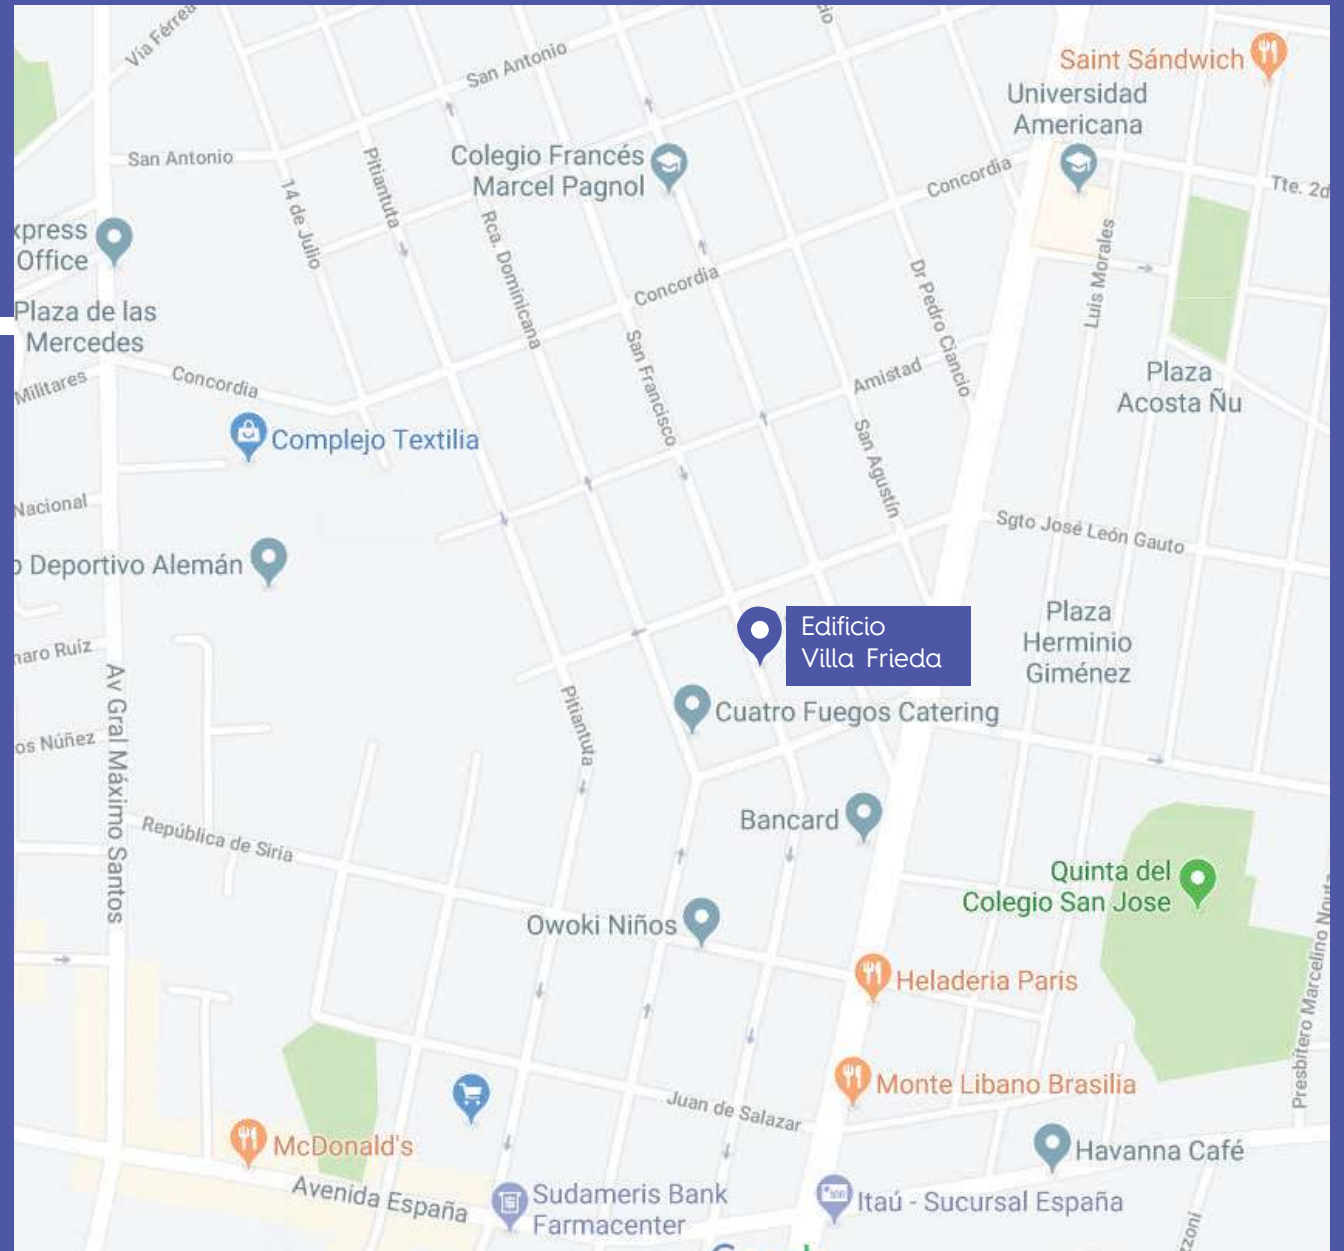 Vía Férrea
San Antonio
Saint Sándwich
Universidad
Americana
San Antonio
Colegio Francés
Marcel Pagnol
Pitiantuta
14 de Julio
Rca. Dominicana
Concordia
Tte. 2d
xpress
Office
Luis Morales
Dr Pedro Ciancio
Concordia
Plaza de las
Mercedes
San Francisco
Militares
Concordia
Amistad
Plaza
Acosta Ñu
Complejo Textilia
San Agustín
Nacional
Sgto José León Gauto
o Deportivo Alemán
Edificio
Villa Frieda
Plaza
Herminio
Giménez
naro Ruíz
Av Gral Máximo Santos
Pitiantuta
Cuatro Fuegos Catering
os Núñez
República de Siria
Bancard
Quinta del
Colegio San Jose
Owoki Niños
Heladeria Paris
Presbítero Marcelino Nouta
Monte Libano Brasilia
Juan de Salazar
McDonald's
Havanna Café
Avenida España
Sudameris Bank
Farmacenter
Itaú - Sucursal España
zoni